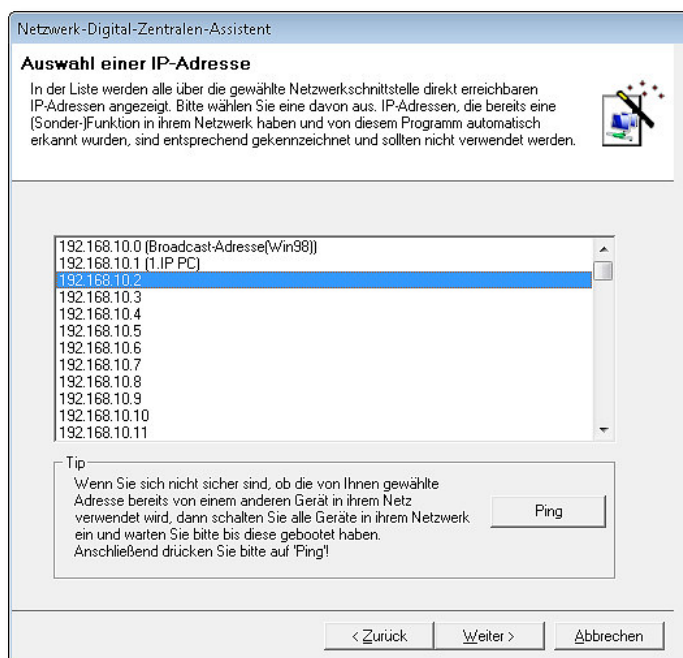 Netzwerk-Digital-Zentralen-Assistent
Auswahl einer IP-Adresse
In der Liste werden alle über die gewählte Netzwerkschnittstelle direkt erreichbaren
IP-Adressen angezeigt. Bitte wählen Sie eine davon aus. IP-Adressen, die bereits eine
(Sonder-)Funktion in ihrem Netzwerk haben und von diesem Programm automatisch
erkannt wurden, sind entsprechend gekennzeichnet und sollten nicht verwendet werden.
192.168.10.0 (Broadcast-Adresse(Win98))
192.168.10.1 (1.IP PC)
192.168.10.2
192.168.10.3
192.168.10.4
192.168.10.5
192.168.10.6
192.168.10.7
192.168.10.8
192.168.10.9
192.168.10.10
192.168.10.11
Tip
Wenn Sie sich nicht sicher sind, ob die von Ihnen gewählte
Adresse bereits von einem anderen Gerät in ihrem Netz
verwendet wird, dann schalten Sie alle Geräte in ihrem Netzwerk
ein und warten Sie bitte bis diese gebootet haben.
Anschließend drücken Sie bitte auf 'Ping'!
Ping
< Zurück
Weiter >
Abbrechen